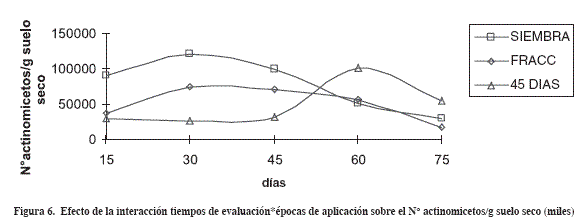 N°actinomicetos/g suelo
seco
150000
100000
50000
0
15 30 45 60 75
días
SIEMBRA
FRACC
45 DIAS
Figura 6. Efecto de la interacción tiempos de evaluación*épocas de aplicación sobre el N° actinomicetos/g suelo seco (miles)